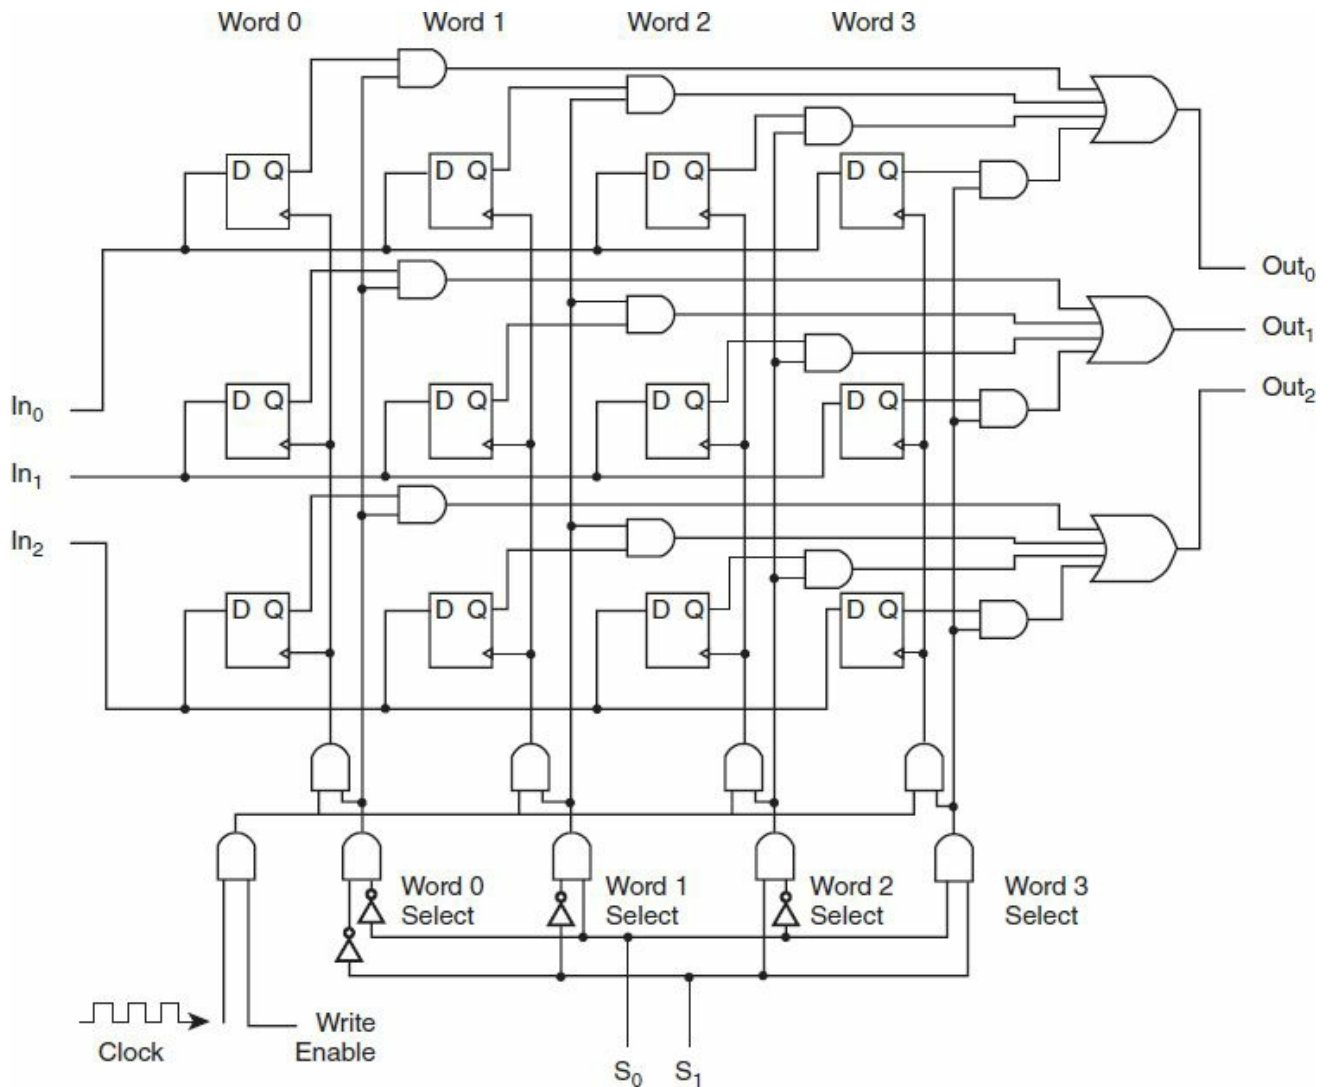 Word 0 Word 1 Word 2 Word 3
D Q D Q D Q D Q
Out₀
Out₁
Out₂
In₀
D Q D Q D Q D Q
In₁
In₂
D Q D Q D Q D Q
Word 0 Select
Word 1 Select
Word 2 Select
Word 3 Select
Clock
Write Enable
S₀ S₁